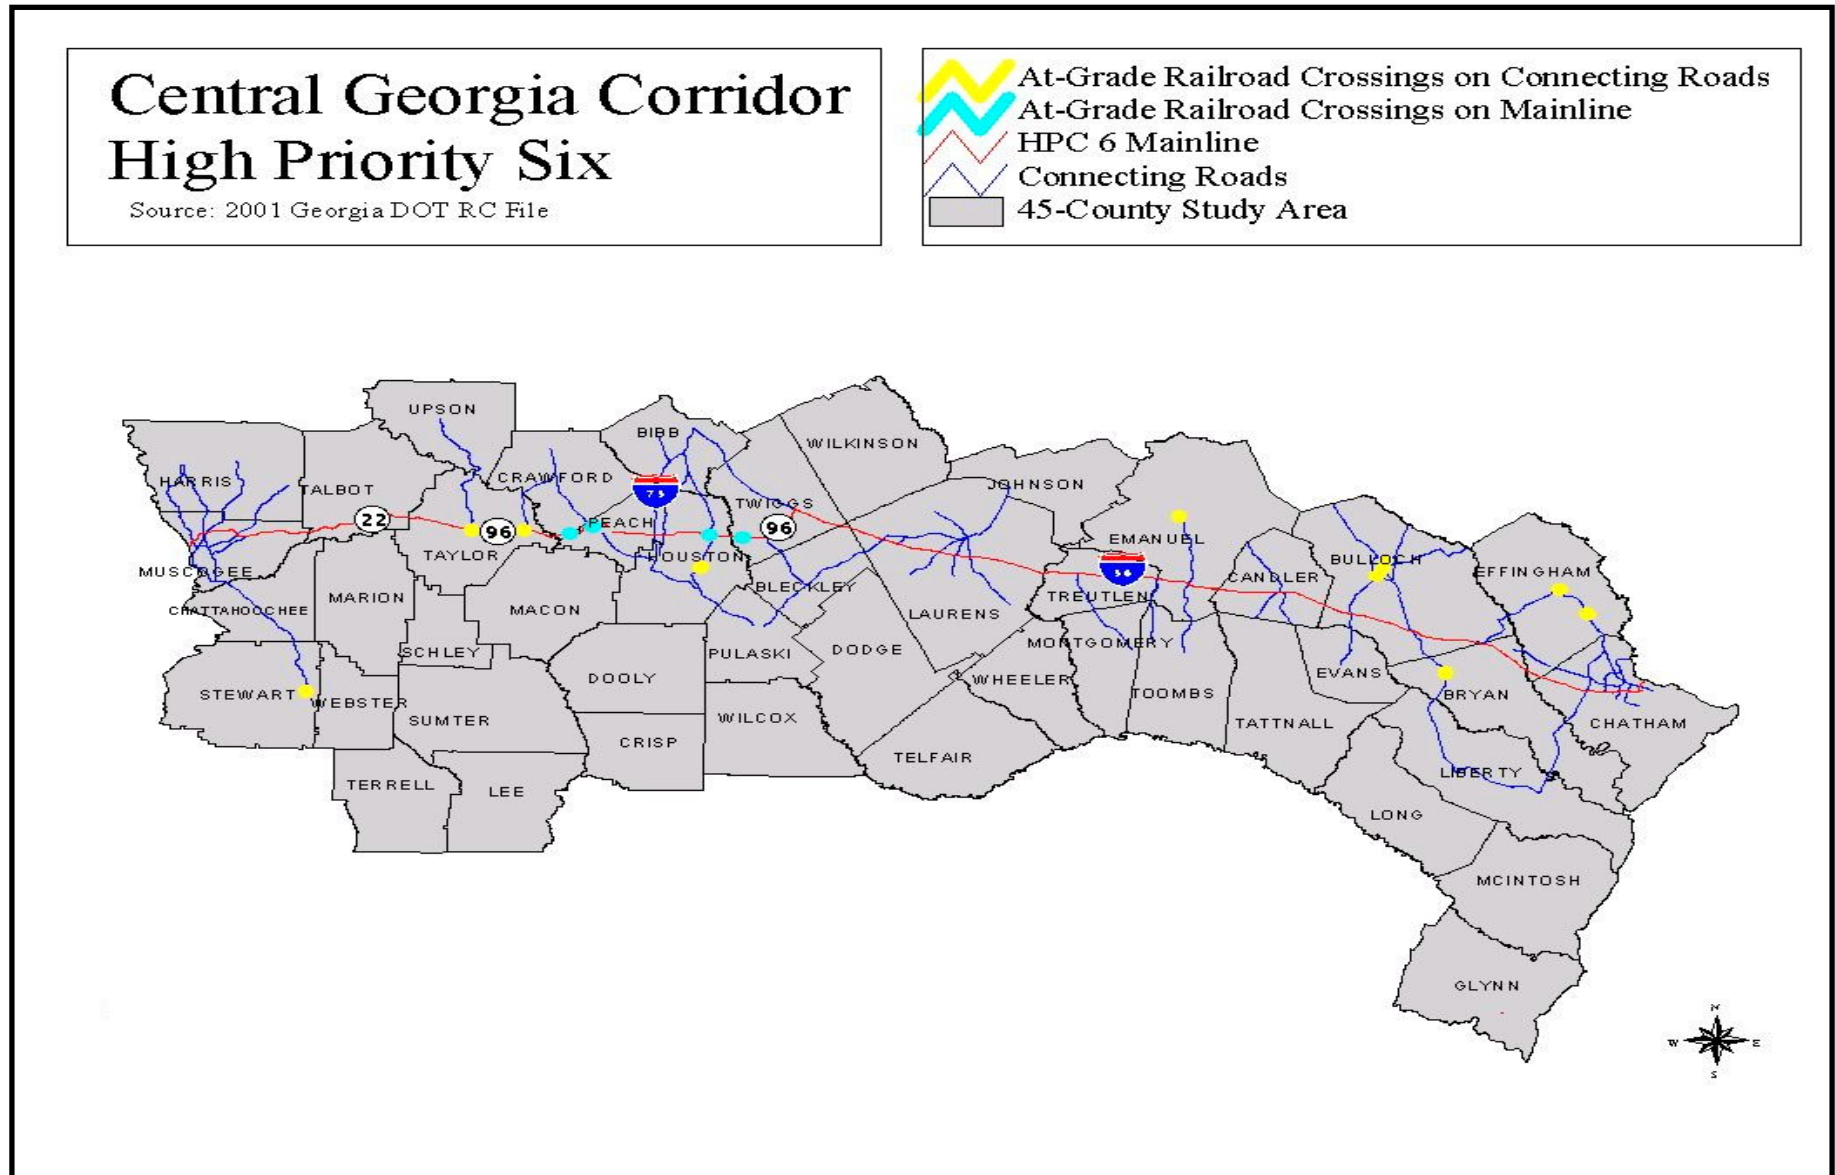 Central Georgia Corridor
High Priority Six
Source: 2001 Georgia DOT RC File
At-Grade Railroad Crossings on Connecting Roads
At-Grade Railroad Crossings on Mainline
HPC 6 Mainline
Connecting Roads
45-County Study Area
UPSON
BIBB
WILKINSON
HARRIS
TALBOT
CRAWFORD
75
JOHNSON
TWIGGS
22
96
PEACH
96
TAYLOR
HOUSTON
EMANUEL
BULLOCH
MUSCOGEE
CHATTAHOOCHEE
MARION
MACON
BLECKLEY
LAURENS
TREUTLEN
CANDLER
EFFINGHAM
SCHLEY
PULASKI
DODGE
MONTGOMERY
STEWART
WEBSTER
DOOLY
WHEELER
TOOMBS
EVANS
BRYAN
SUMTER
WILCOX
TATTNALL
CHATHAM
CRISP
TELFAIR
TERRELL
LEE
LIBERTY
LONG
MCINTOSH
GLYNN
N
W E
S